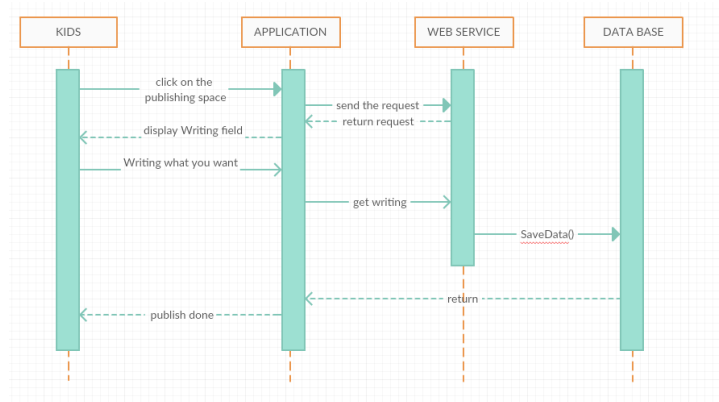 KIDS
APPLICATION
WEB SERVICE
DATA BASE
click on the
publishing space
send the request
return request
display Writing field
Writing what you want
get writing
SaveData()
return
publish done